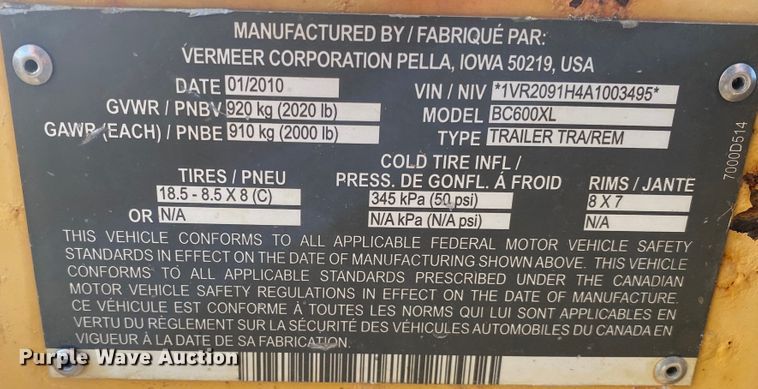 MANUFACTURED BY / FABRIQUÉ PAR:
VERMEER CORPORATION PELLA, IOWA 50219, USA
DATE 01/2010 VIN / NIV *1VR2091H4A1003495*
GVWR / PNBV 920 kg (2020 lb) MODEL BC600XL
GAWR (EACH) / PNBE 910 kg (2000 lb) TYPE TRAILER TRA/REM
TIRES / PNEU COLD TIRE INFL / PRESS. DE GONFL. Á FROID RIMS / JANTE
18.5 - 8.5 X 8 (C) 345 kPa (50 psi) 8 X 7
OR N/A N/A kPa (N/A psi) N/A
THIS VEHICLE CONFORMS TO ALL APPLICABLE FEDERAL MOTOR VEHICLE SAFETY
STANDARDS IN EFFECT ON THE DATE OF MANUFACTURING SHOWN ABOVE. THIS VEHICLE
CONFORMS TO ALL APPLICABLE STANDARDS PRESCRIBED UNDER THE CANADIAN
MOTOR VEHICLE SAFETY REGULATIONS IN EFFECT ON THE DATE OF MANUFACTURE.
CE VÉHICULE EST CONFORME À TOUTES LES NORMS QUI LUI SONT APPLICABLES EN
VERTU DU RÈGLEMENT SUR LA SÉCURITÉ DES VÉHICULES AUTOMOBILES DU CANADA EN
VIGUEUR À LA DATE DE SA FABRICATION.
7000D514
Purple Wave Auction